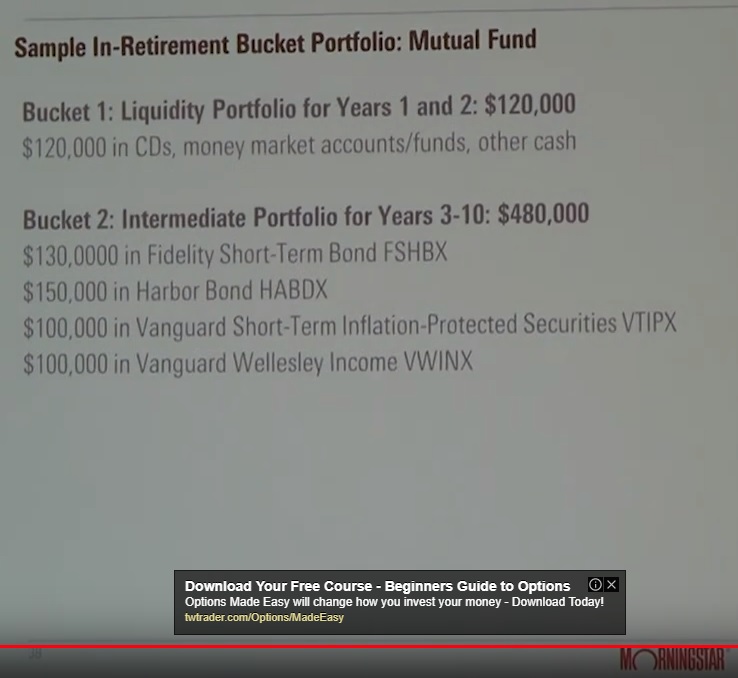 Sample In-Retirement Bucket Portfolio: Mutual Fund
Bucket 1: Liquidity Portfolio for Years 1 and 2: $120,000
$120,000 in CDs, money market accounts/funds, other cash
Bucket 2: Intermediate Portfolio for Years 3-10: $480,000
$130,0000 in Fidelity Short-Term Bond FSHBX
$150,000 in Harbor Bond HABDX
$100,000 in Vanguard Short-Term Inflation-Protected Securities VTIPX
$100,000 in Vanguard Wellesley Income VWINX
Download Your Free Course - Beginners Guide to Options
Options Made Easy will change how you invest your money - Download Today!
twtrader.com/Options/MadeEasy
MORNINGSTAR